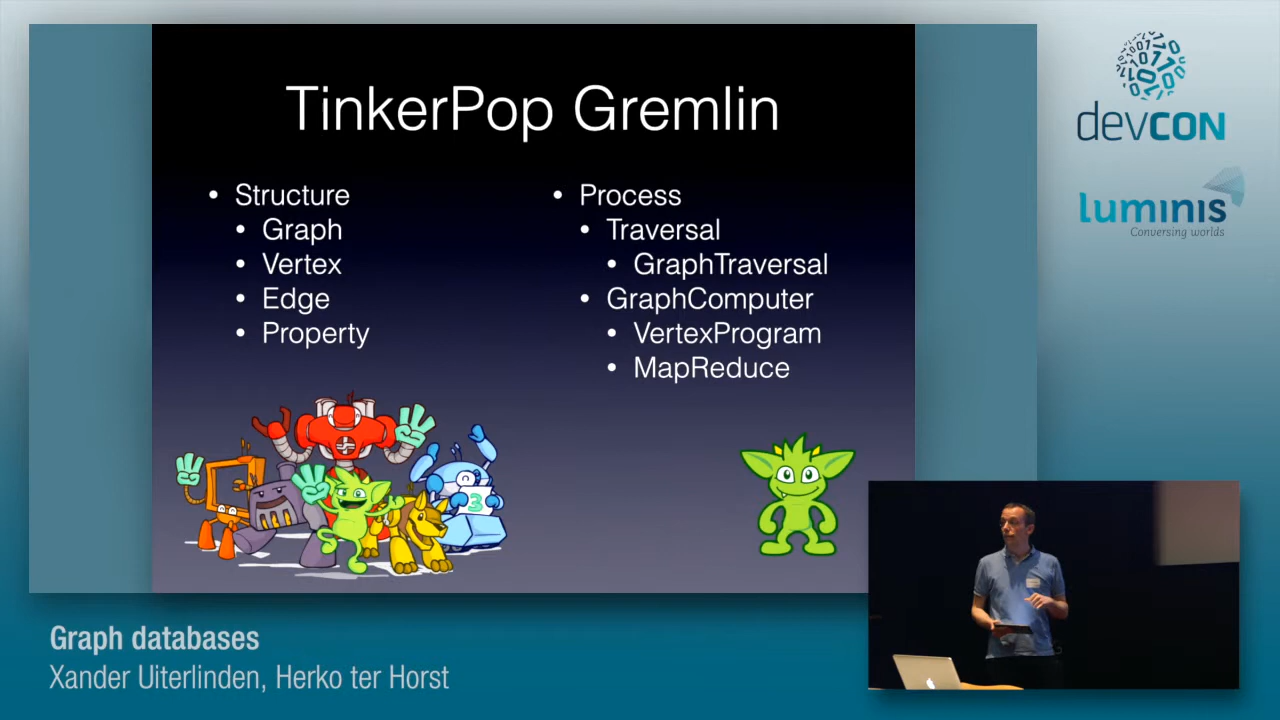 TinkerPop Gremlin
• Structure
• Graph
• Vertex
• Edge
• Property
• Process
• Traversal
• GraphTraversal
• GraphComputer
• VertexProgram
• MapReduce
3
devcon
luminis
Conversing worlds
Graph databases
Xander Uiterlinden, Herko ter Horst